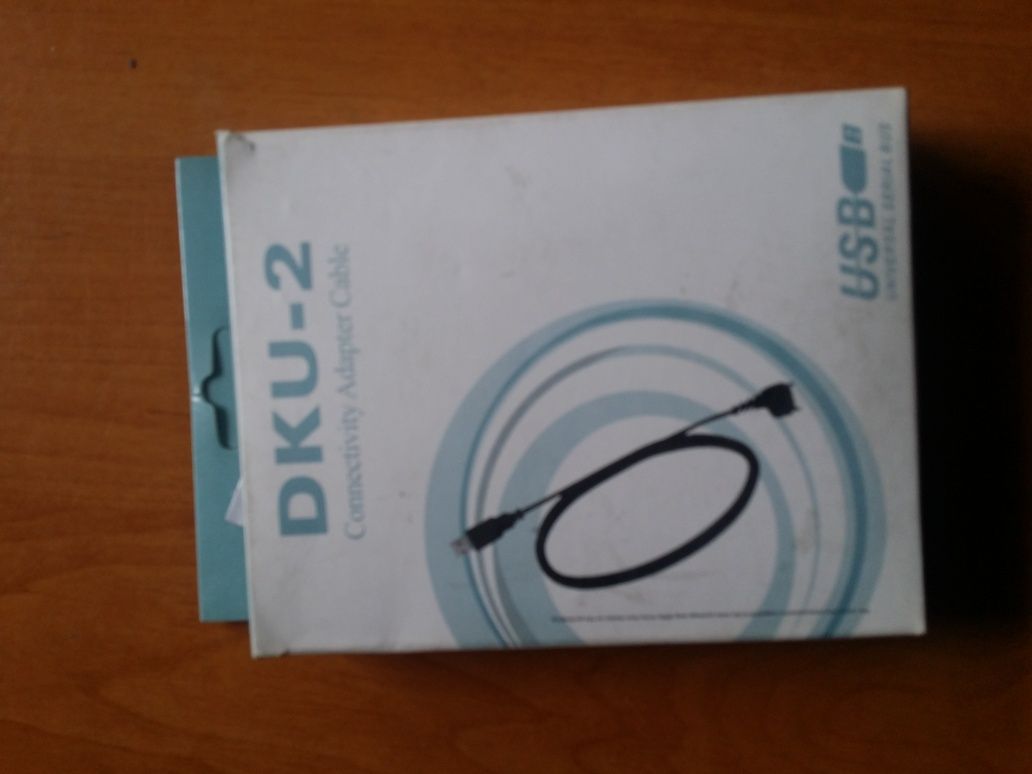 DKU-2
Connectivity Adapter Cable
USB
UNIVERSAL SERIAL BUS